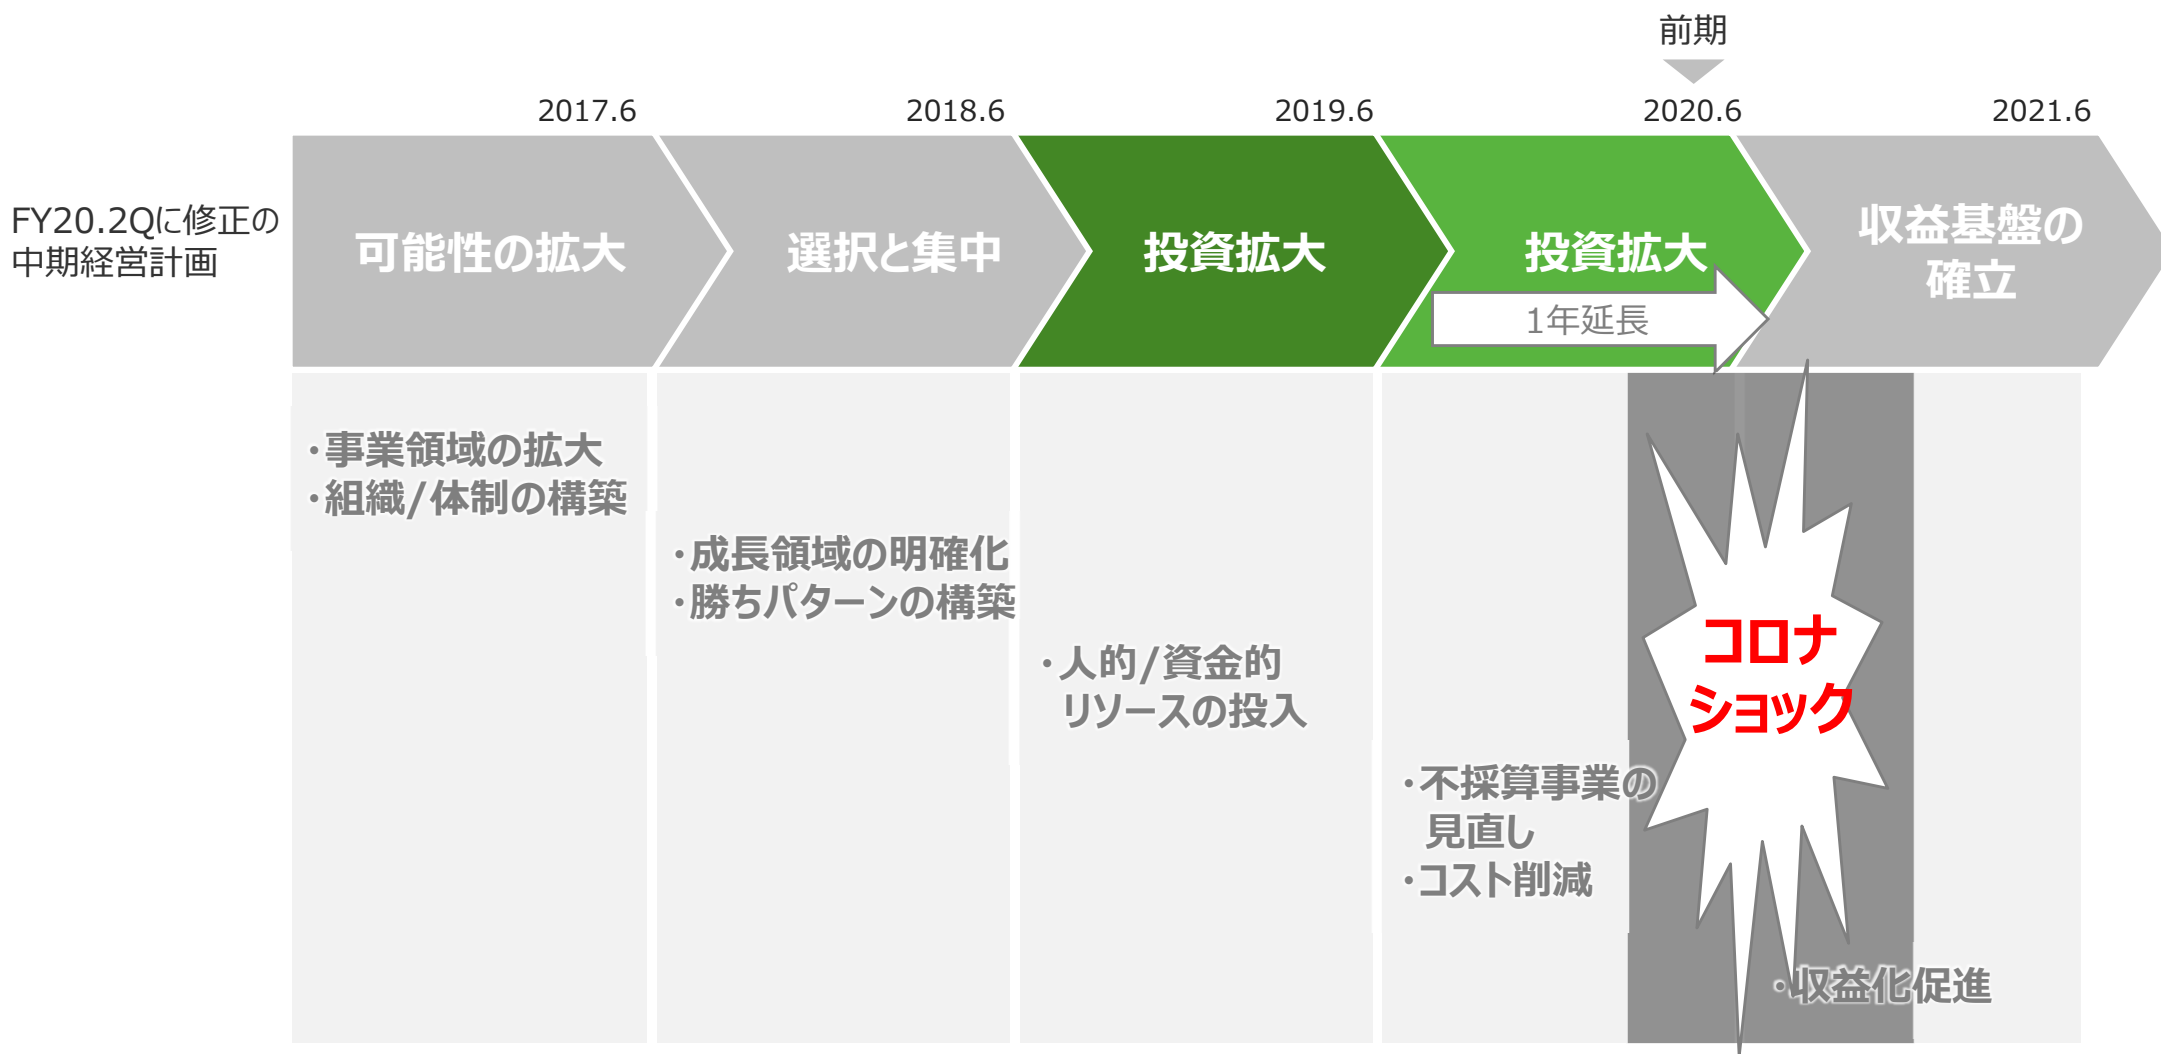 前期
2017.6
2018.6
2019.6
2020.6
2021.6
FY20.2Qに修正の
中期経営計画
可能性の拡大
選択と集中
投資拡大
投資拡大
1年延長
収益基盤の
確立
・事業領域の拡大
・組織/体制の構築
・成長領域の明確化
・勝ちパターンの構築
・人的/資金的
リソースの投入
・不採算事業の
見直し
・コスト削減
コロナ
ショック
・収益化促進